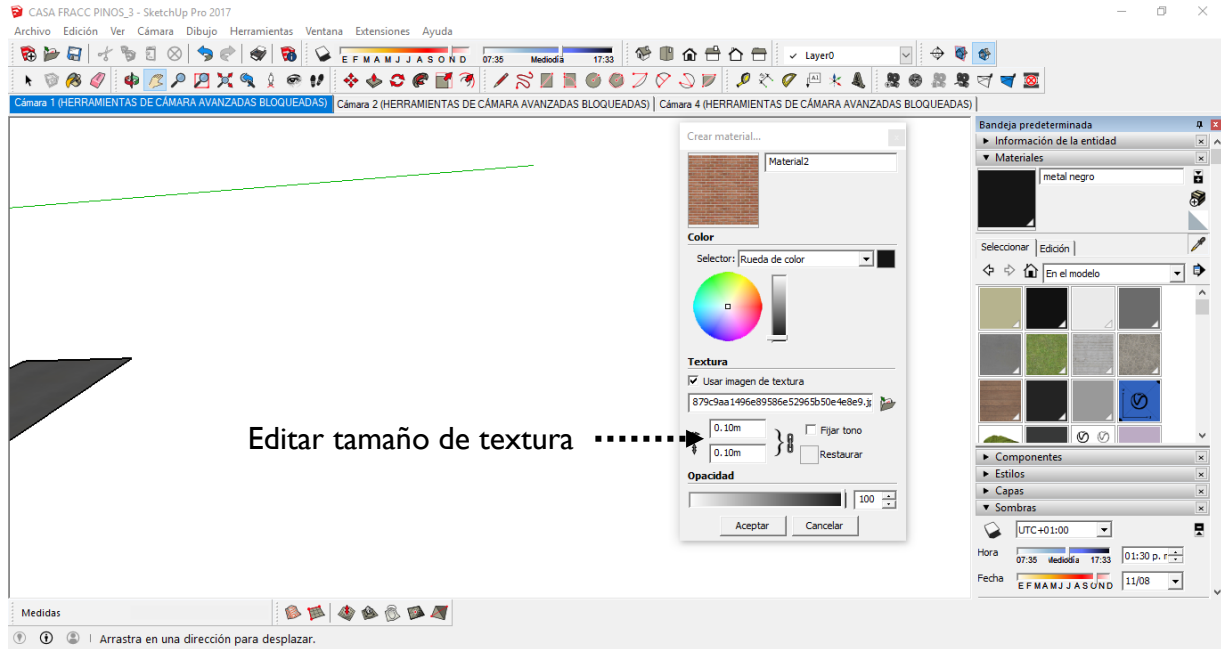 CASA FRACC PINOS_3 - SketchUp Pro 2017
Archivo Edición Ver Cámara Dibujo Herramientas Ventana Extensiones Ayuda
E F M A M J J A S O N D 07:35 Mediodía 17:33 Layer0
Cámara 1 (HERRAMIENTAS DE CÁMARA AVANZADAS BLOQUEADAS) Cámara 2 (HERRAMIENTAS DE CÁMARA AVANZADAS BLOQUEADAS) Cámara 4 (HERRAMIENTAS DE CÁMARA AVANZADAS BLOQUEADAS)
Crear material...
Material2
Color
Selector: Rueda de color
Textura
Usar imagen de textura
879c9aa1496e89586e52965b50e4e8e9.j
0.10m
Fijar tono
0.10m
Restaurar
Opacidad
100
Aceptar Cancelar
Editar tamaño de textura
Bandeja predeterminada
Información de la entidad
Materiales
metal negro
Seleccionar Edición
En el modelo
Componentes
Estilos
Capas
Sombras
UTC+01:00
Hora 07:35 Mediodía 17:33 01:30 p. r
Fecha E F M A M J J A S O N D 11/08
Medidas
Arrastra en una dirección para desplazar.